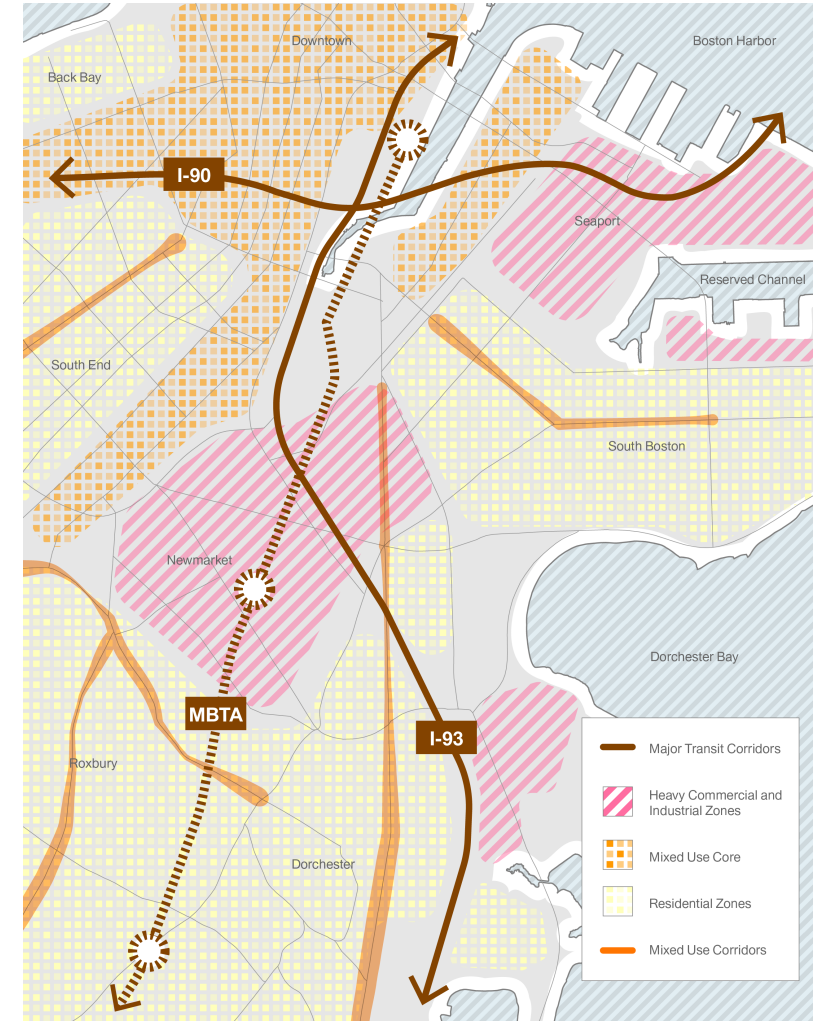 Downtown
Boston Harbor
Back Bay
I-90
Seaport
Reserved Channel
South End
South Boston
Newmarket
Dorchester Bay
MBTA
I-93
Roxbury
Dorchester
Major Transit Corridors
Heavy Commercial and
Industrial Zones
Mixed Use Core
Residential Zones
Mixed Use Corridors